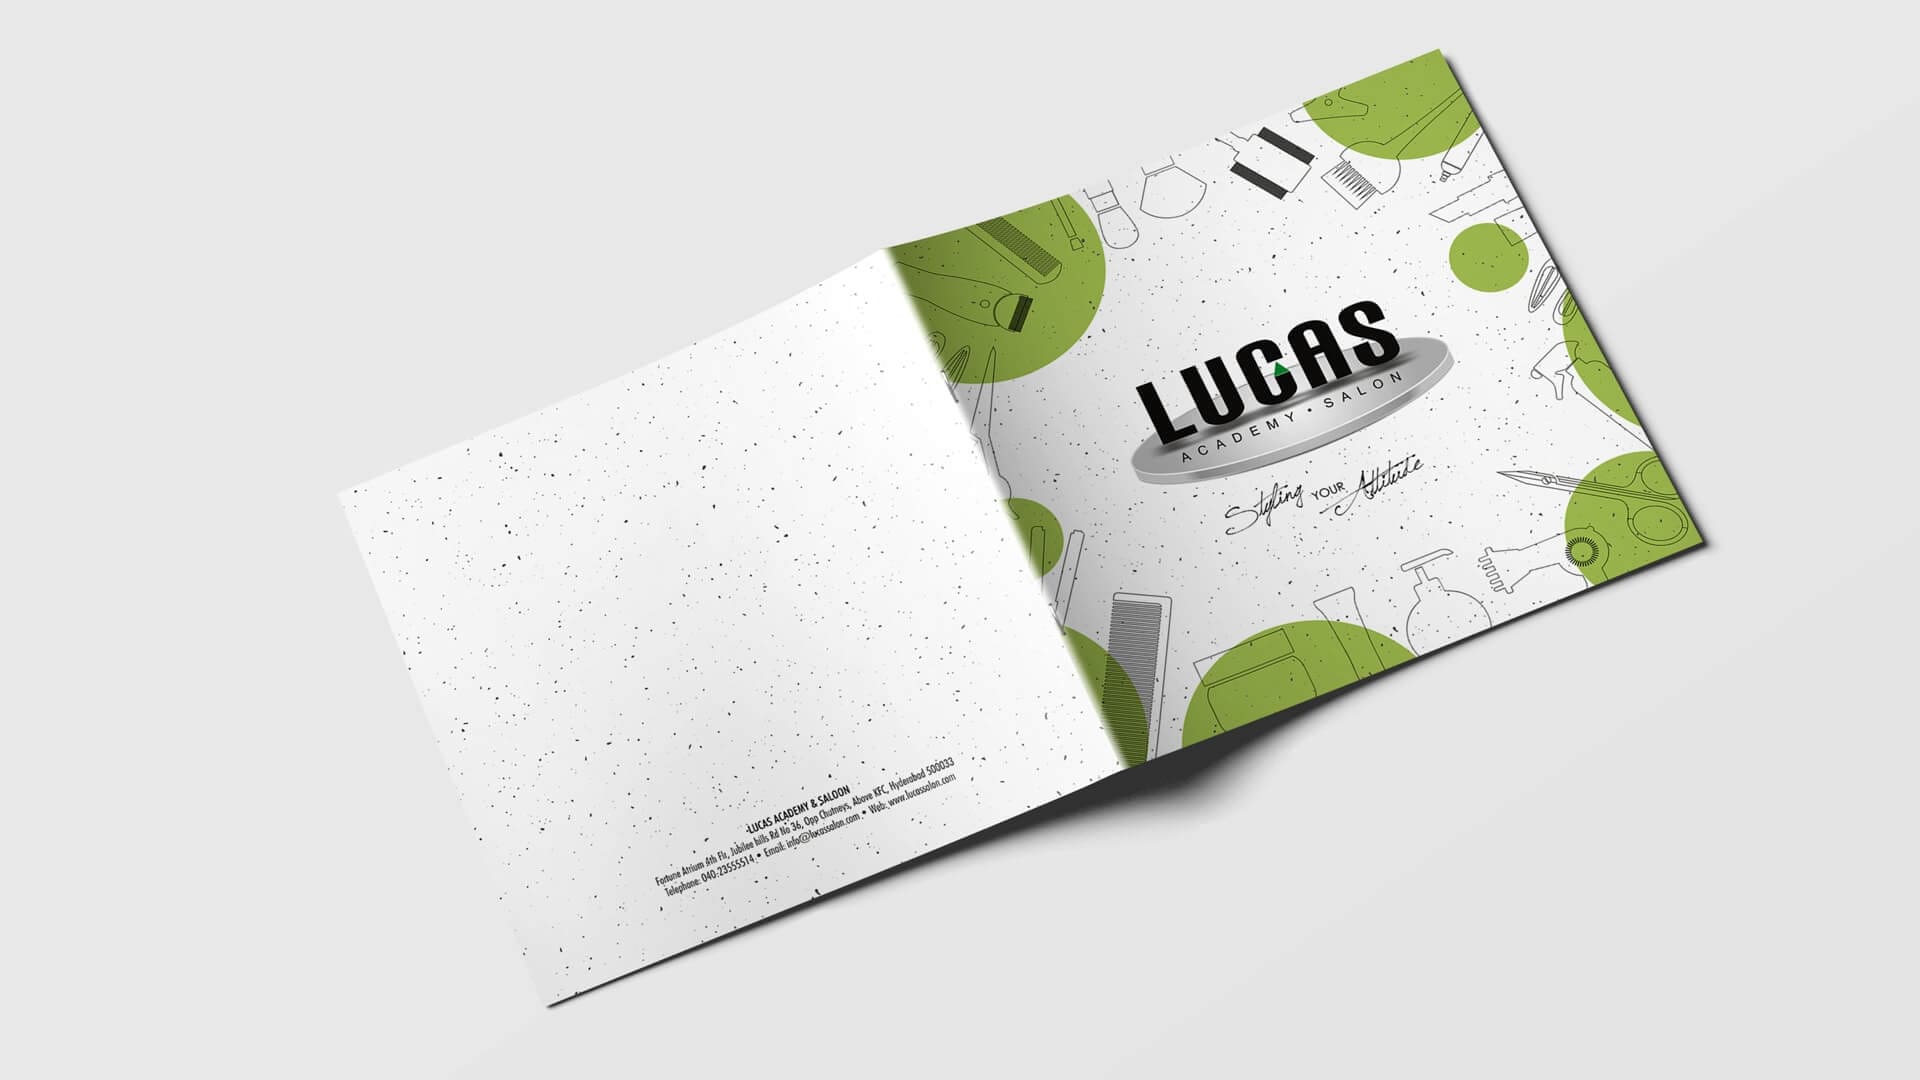 LUCAS
ACADEMY • SALON
Styling YOUR Attitude
LUCAS ACADEMY & SALOON
Fortune Atrium 4th Flr, Jubilee hills Rd No 36, Opp Chutneys, Above KFC, Hyderabad 500033
Telephone: 040-23555514 • Email: info@lucassalon.com • Web: www.lucassalon.com